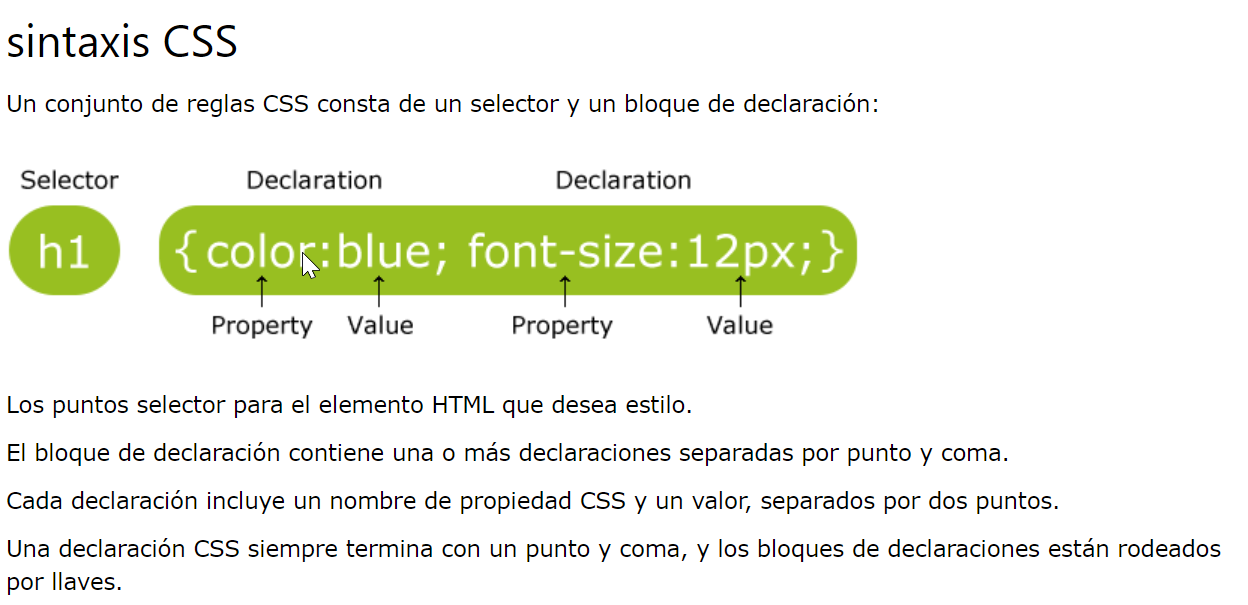 sintaxis CSS
Un conjunto de reglas CSS consta de un selector y un bloque de declaración:
Selector Declaration Declaration
h1 {color:blue; font-size:12px;}
Property Value Property Value
Los puntos selector para el elemento HTML que desea estilo.
El bloque de declaración contiene una o más declaraciones separadas por punto y coma.
Cada declaración incluye un nombre de propiedad CSS y un valor, separados por dos puntos.
Una declaración CSS siempre termina con un punto y coma, y los bloques de declaraciones están rodeados
por llaves.